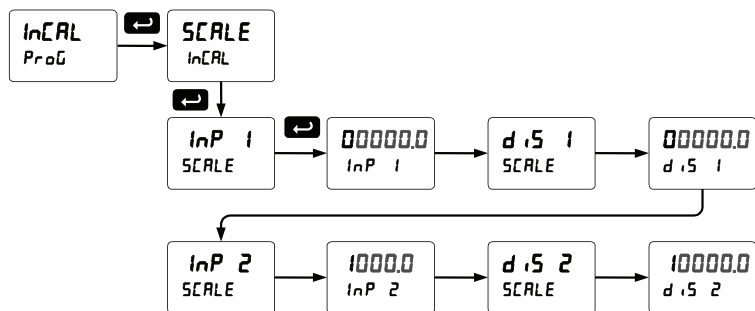 InCAL
ProG
SCALE
InCAL
InP 1
SCALE
00000.0
InP 1
diS 1
SCALE
00000.0
diS 1
InP 2
SCALE
1000.0
InP 2
diS 2
SCALE
10000.0
diS 2